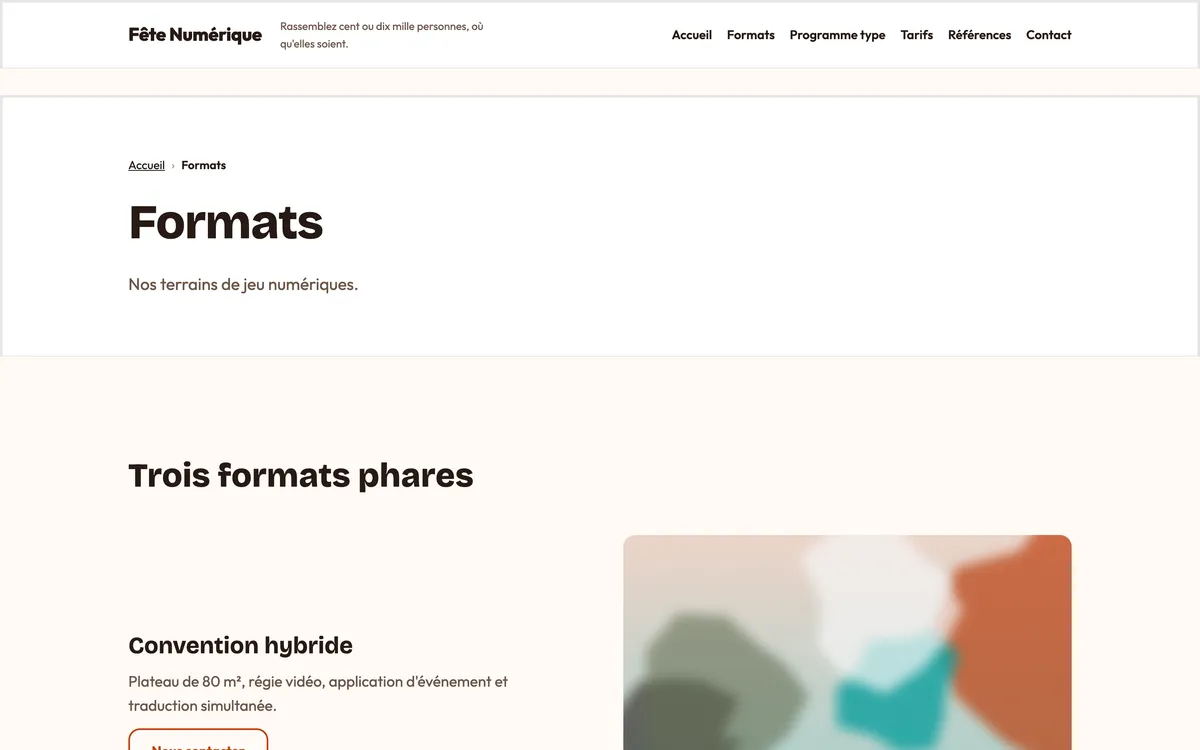 Fête Numérique
Rassemblez cent ou dix mille personnes, où
qu'elles soient.
Accueil Formats Programme type Tarifs Références Contact
Accueil › Formats
Formats
Nos terrains de jeu numériques.
Trois formats phares
Convention hybride
Plateau de 80 m², régie vidéo, application d'événement et
traduction simultanée.